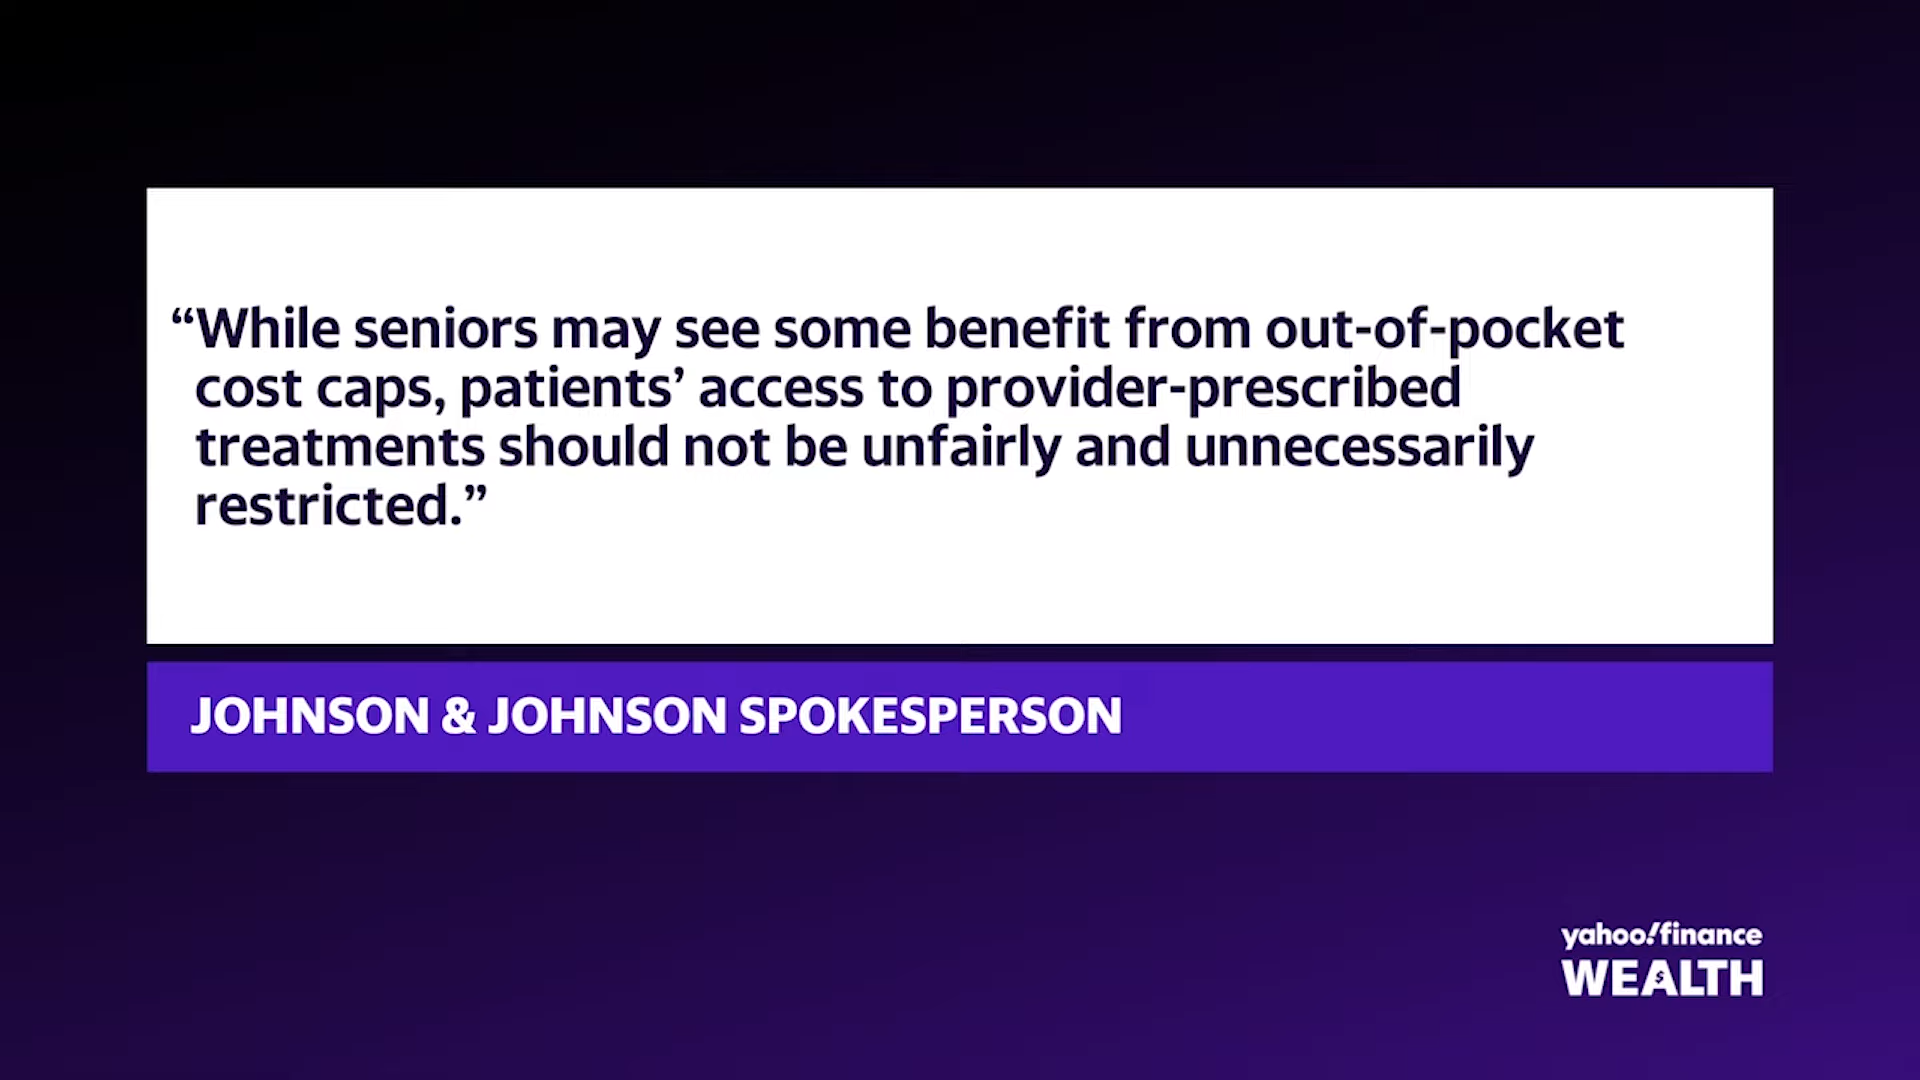 “While seniors may see some benefit from out-of-pocket
cost caps, patients’ access to provider-prescribed
treatments should not be unfairly and unnecessarily
restricted.”
JOHNSON & JOHNSON SPOKESPERSON
yahoo!finance
WEALTH